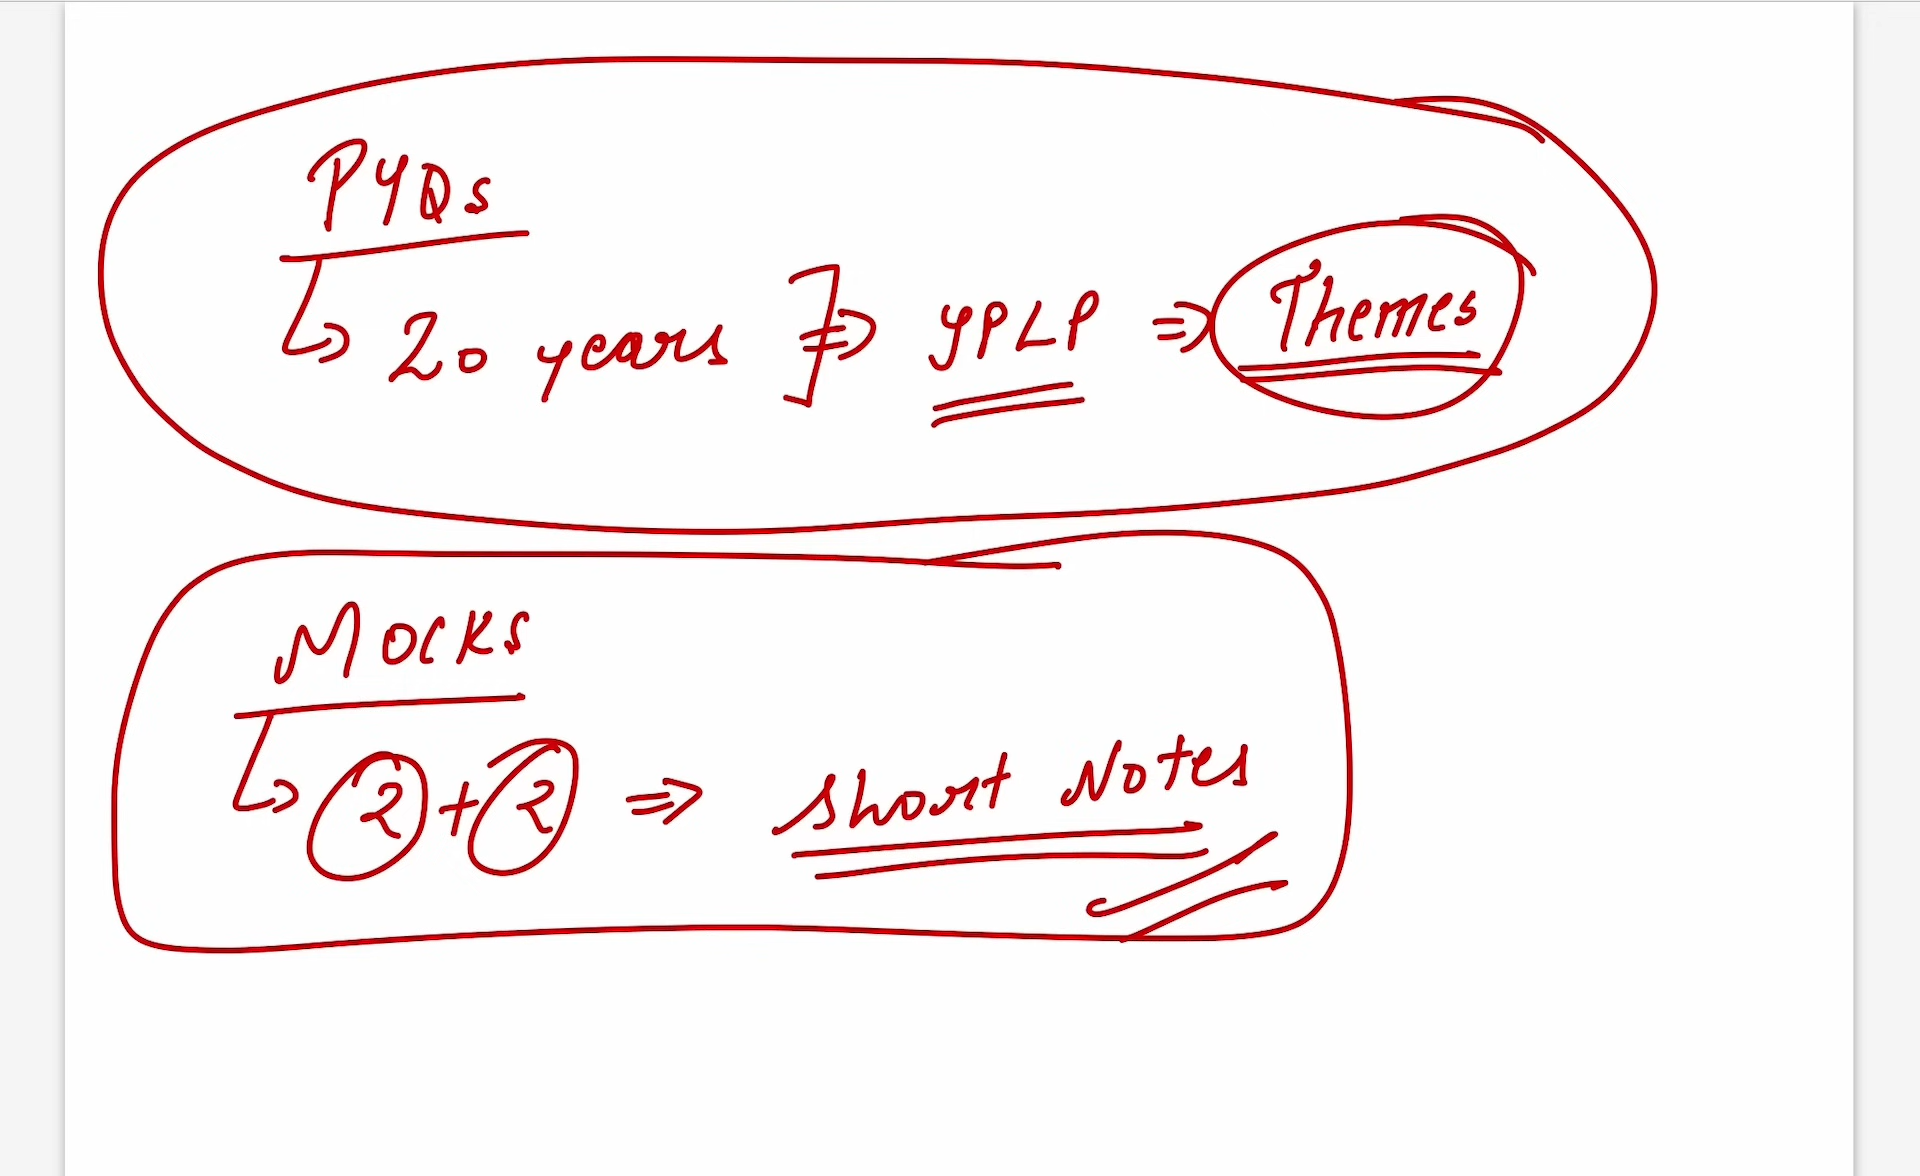 PYQs
↳ 20 years ] ⇒ YPLP ⇒ Themes
Mocks
↳ 2 + 2 ⇒ Short Notes